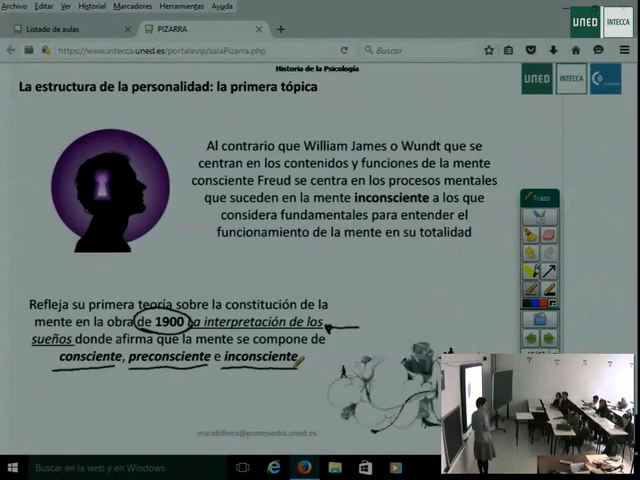 Archivo Editar Ver Historial Marcadores Herramientas Ayuda
Listado de aulas
PIZARRA
https://www.intecca.uned.es/portalavip/salaPizarra.php
Buscar
UNED INTECCA
Historia de la Psicología
La estructura de la personalidad: la primera tópica
UNED INTECCA
Al contrario que William James o Wundt que se
centran en los contenidos y funciones de la mente
consciente Freud se centra en los procesos mentales
que suceden en la mente inconsciente a los que
considera fundamentales para entender el
funcionamiento de la mente en su totalidad
Trazo
Refleja su primera teoría sobre la constitución de la
mente en la obra de 1900 La interpretación de los
sueños donde afirma que la mente se compone de
consciente, preconsciente e inconsciente
marabilleira@pontevedra.uned.es
Buscar en la web y en Windows